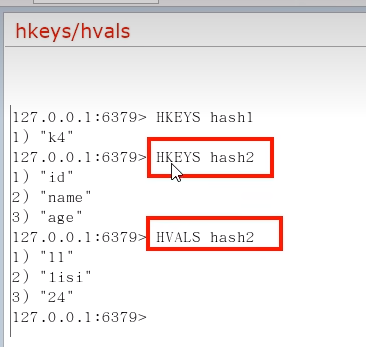 hkeys/hvals
127.0.0.1:6379> HKEYS hash1
1) "k4"
127.0.0.1:6379> HKEYS hash2
1) "id"
2) "name"
3) "age"
127.0.0.1:6379> HVALS hash2
1) "11"
2) "lisi"
3) "24"
127.0.0.1:6379>